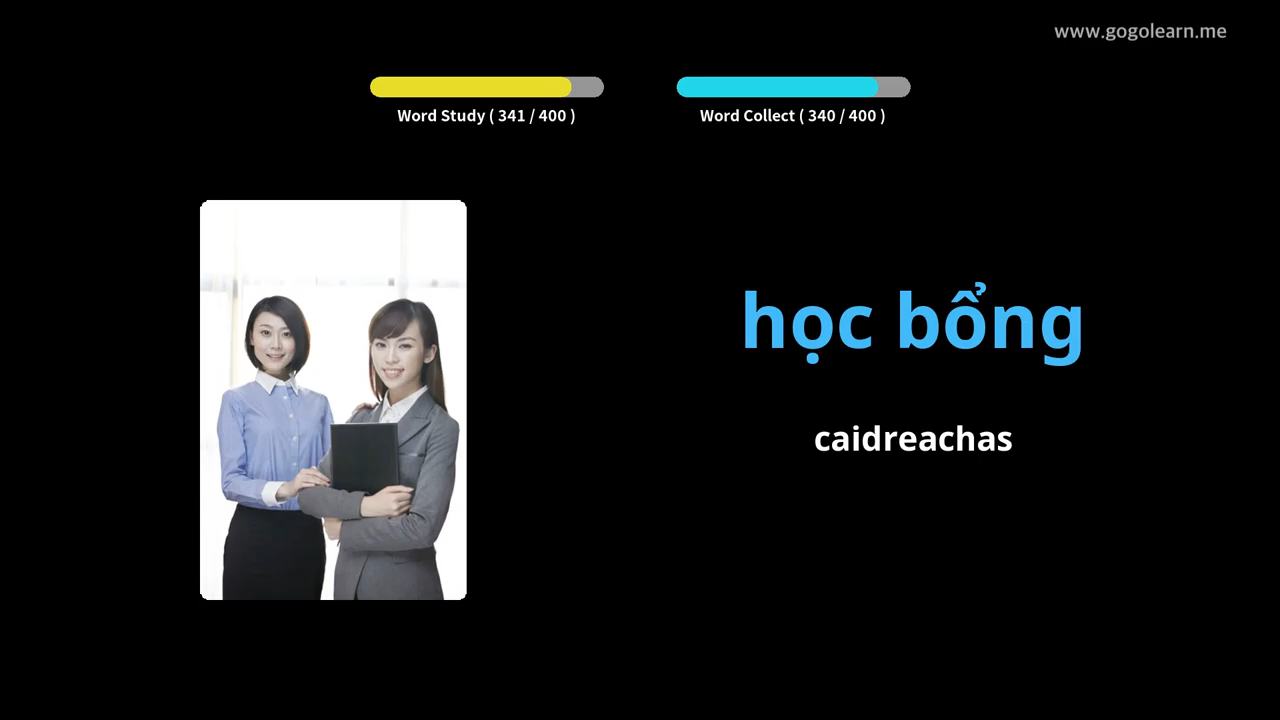 www.gogolearn.me
Word Study ( 341 / 400 )
Word Collect ( 340 / 400 )
học bổng
caidreachas